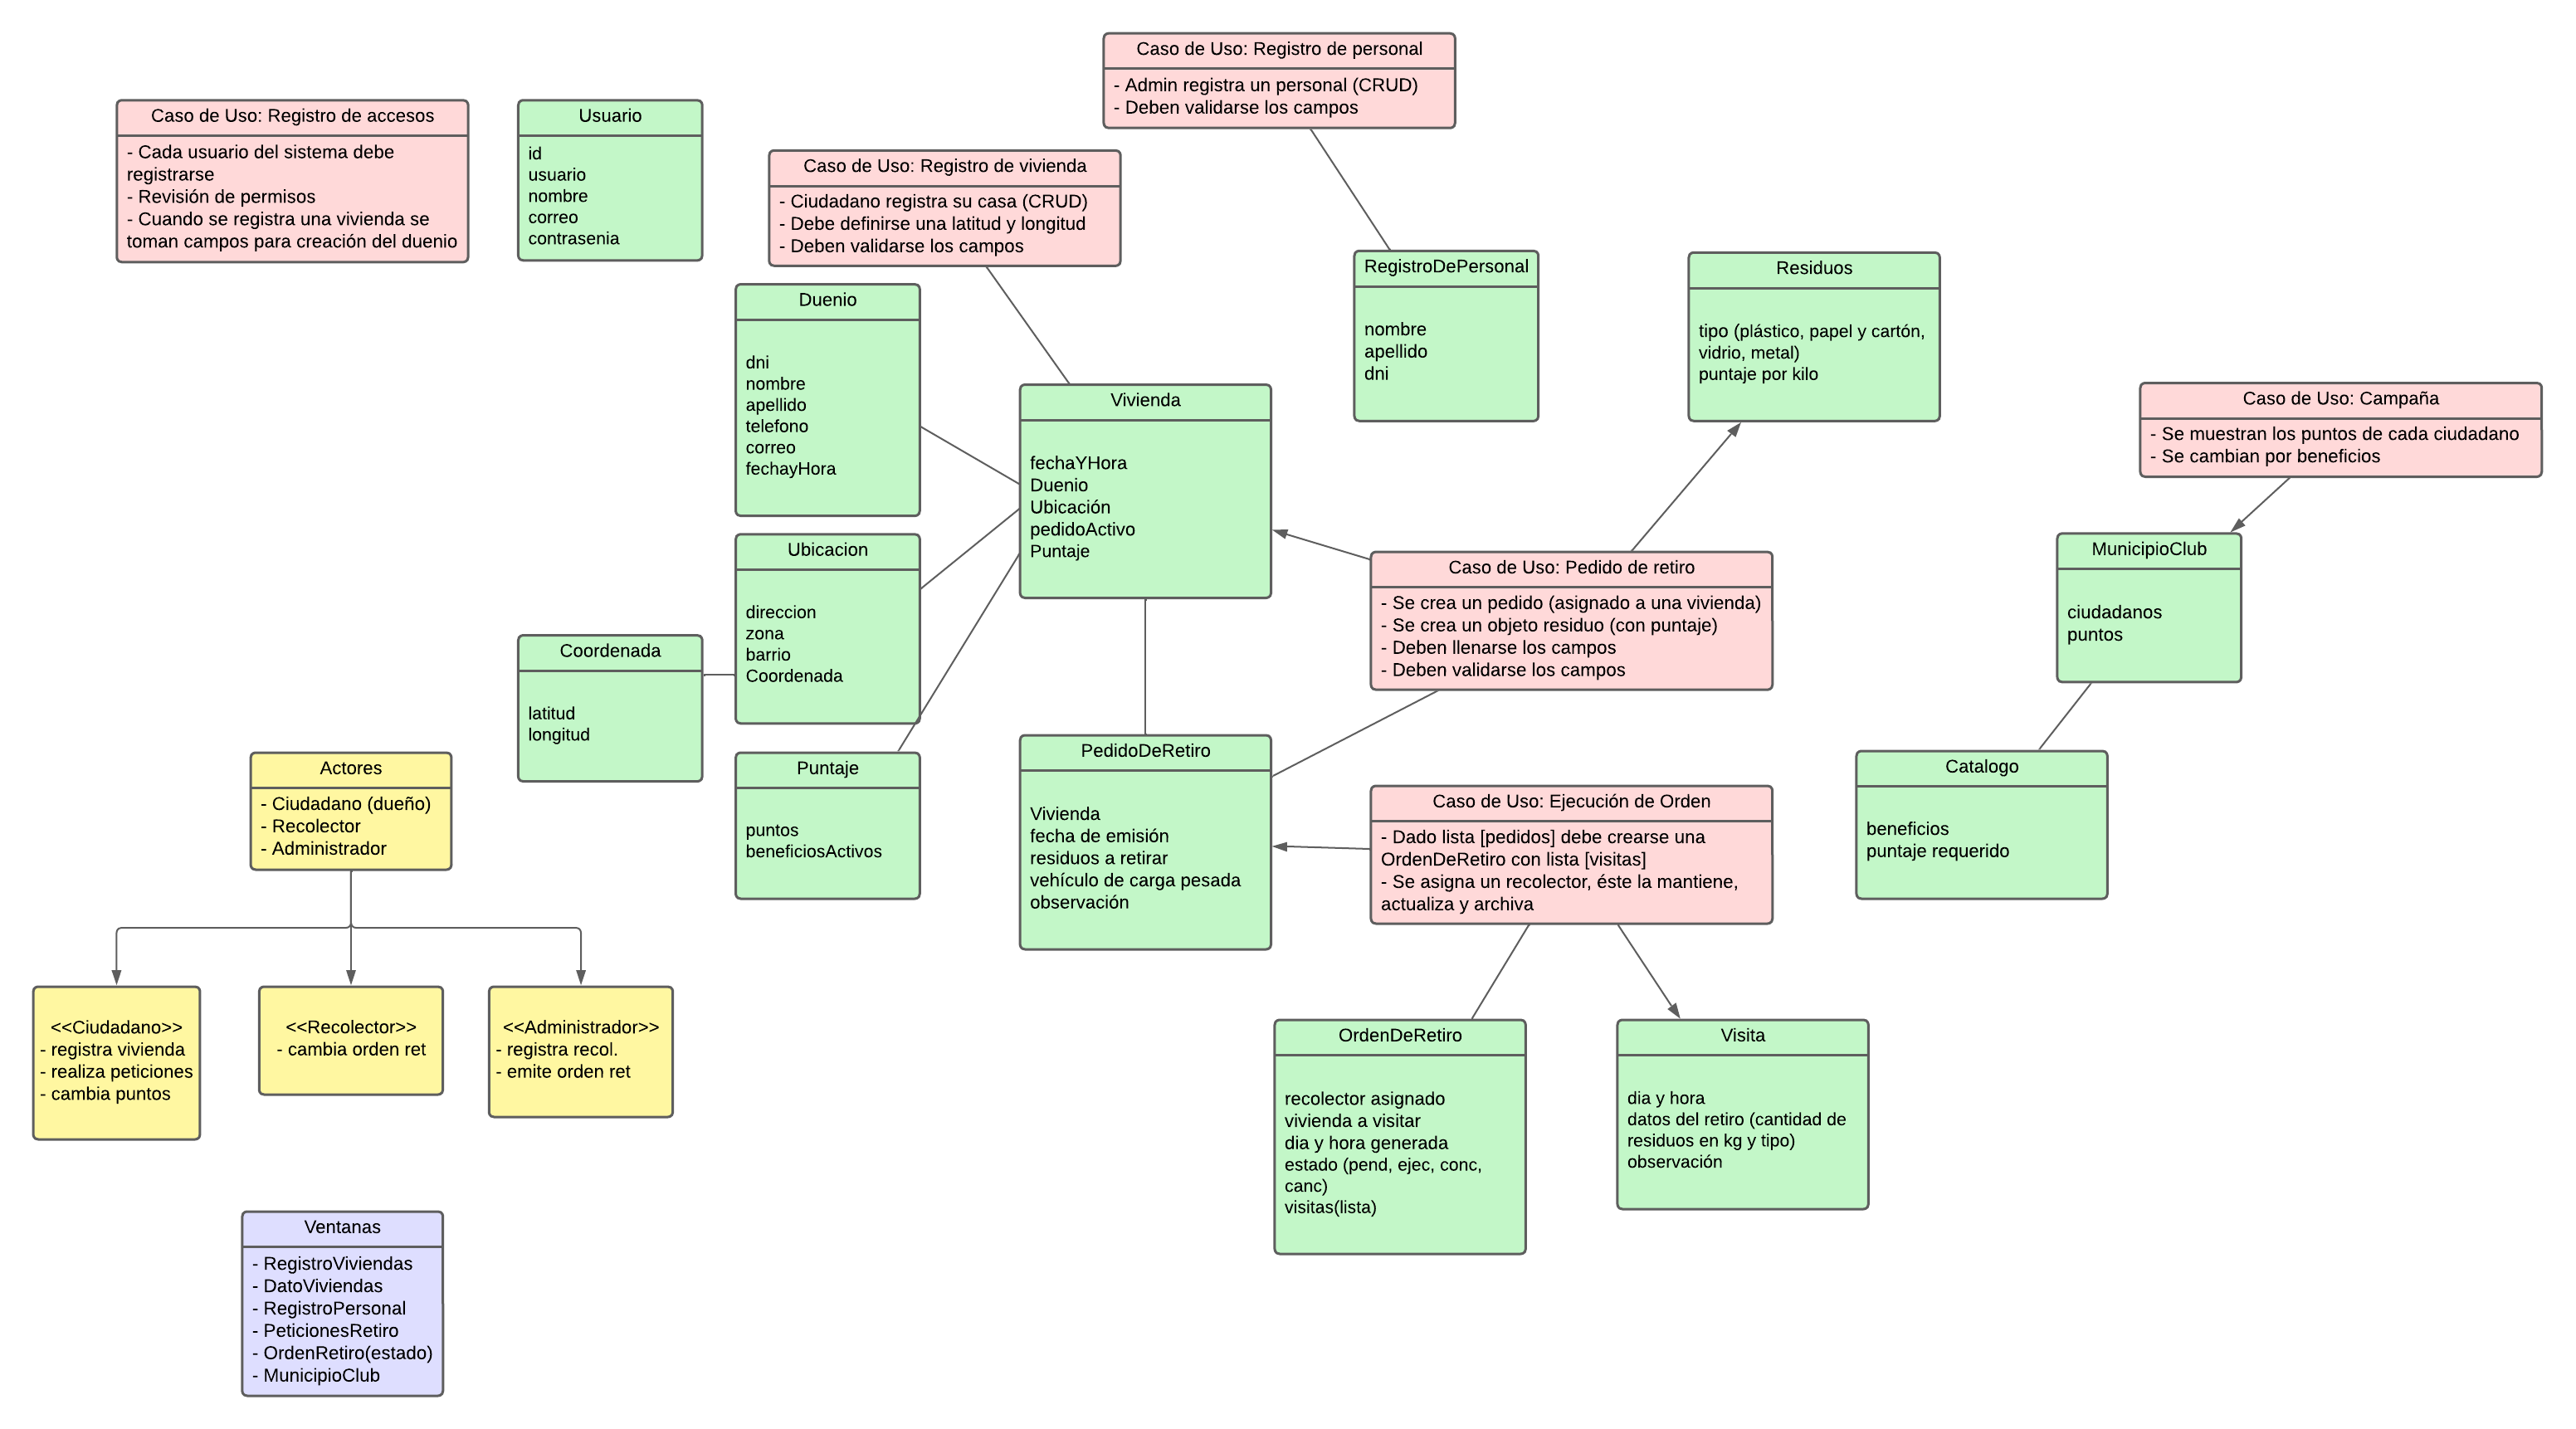 Caso de Uso: Registro de personal
- Admin registra un personal (CRUD)
- Deben validarse los campos
Caso de Uso: Registro de accesos
- Cada usuario del sistema debe
registrarse
- Revisión de permisos
- Cuando se registra una vivienda se
toman campos para creación del duenio
Usuario
id
usuario
nombre
correo
contrasenia
Caso de Uso: Registro de vivienda
- Ciudadano registra su casa (CRUD)
- Debe definirse una latitud y longitud
- Deben validarse los campos
RegistroDePersonal
nombre
apellido
dni
Residuos
tipo (plástico, papel y cartón,
vidrio, metal)
puntaje por kilo
Duenio
dni
nombre
apellido
telefono
correo
fechayHora
Vivienda
fechaYHora
Duenio
Ubicación
pedidoActivo
Puntaje
Caso de Uso: Campaña
- Se muestran los puntos de cada ciudadano
- Se cambian por beneficios
Ubicacion
direccion
zona
barrio
Coordenada
Caso de Uso: Pedido de retiro
- Se crea un pedido (asignado a una vivienda)
- Se crea un objeto residuo (con puntaje)
- Deben llenarse los campos
- Deben validarse los campos
MunicipioClub
ciudadanos
puntos
Coordenada
latitud
longitud
Actores
- Ciudadano (dueño)
- Recolector
- Administrador
Puntaje
puntos
beneficiosActivos
PedidoDeRetiro
Vivienda
fecha de emisión
residuos a retirar
vehículo de carga pesada
observación
Caso de Uso: Ejecución de Orden
- Dado lista [pedidos] debe crearse una
OrdenDeRetiro con lista [visitas]
- Se asigna un recolector, éste la mantiene,
actualiza y archiva
Catalogo
beneficios
puntaje requerido
<<Ciudadano>>
- registra vivienda
- realiza peticiones
- cambia puntos
<<Recolector>>
- cambia orden ret
<<Administrador>>
- registra recol.
- emite orden ret
OrdenDeRetiro
recolector asignado
vivienda a visitar
dia y hora generada
estado (pend, ejec, conc,
canc)
visitas(lista)
Visita
dia y hora
datos del retiro (cantidad de
residuos en kg y tipo)
observación
Ventanas
- RegistroViviendas
- DatoViviendas
- RegistroPersonal
- PeticionesRetiro
- OrdenRetiro(estado)
- MunicipioClub